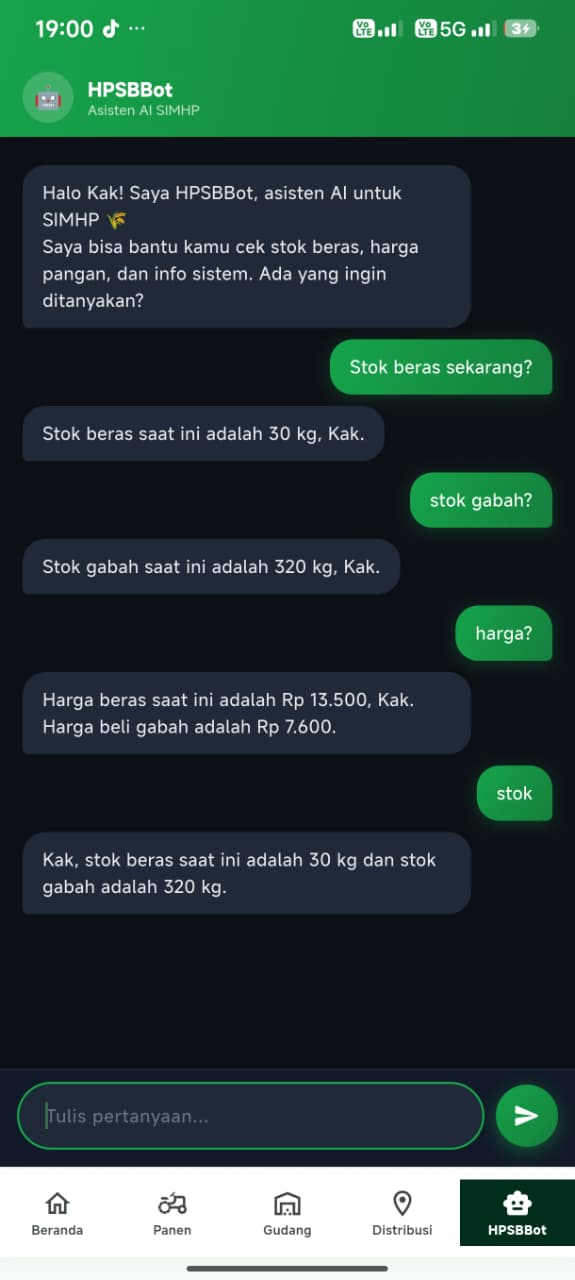 19:00
VoLTE VoLTE 5G 3
HPSBBot
Asisten AI SIMHP
Halo Kak! Saya HPSBBot, asisten AI untuk
SIMHP 🌾
Saya bisa bantu kamu cek stok beras, harga
pangan, dan info sistem. Ada yang ingin
ditanyakan?
Stok beras sekarang?
Stok beras saat ini adalah 30 kg, Kak.
stok gabah?
Stok gabah saat ini adalah 320 kg, Kak.
harga?
Harga beras saat ini adalah Rp 13.500, Kak.
Harga beli gabah adalah Rp 7.600.
stok
Kak, stok beras saat ini adalah 30 kg dan stok
gabah adalah 320 kg.
Tulis pertanyaan...
Beranda
Panen
Gudang
Distribusi
HPSBBot